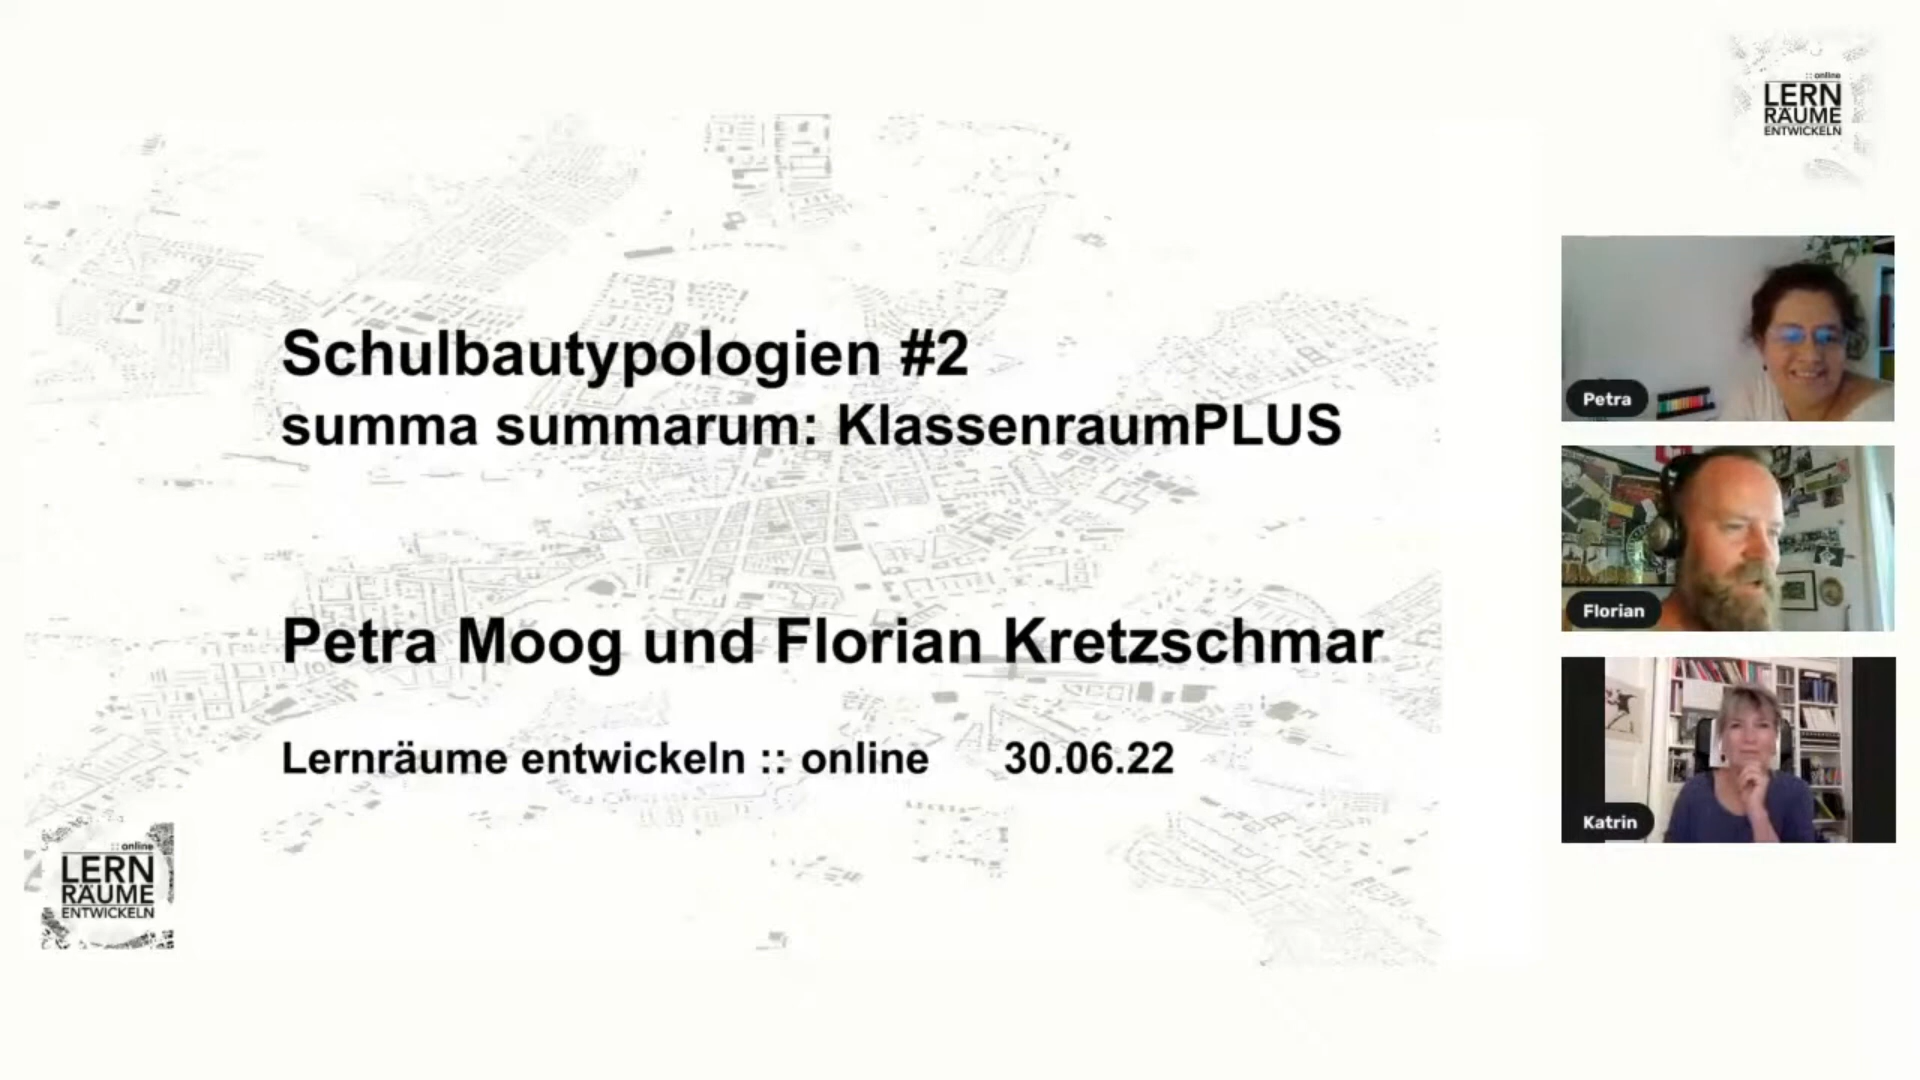 :: online
LERN
RÄUME
ENTWICKELN
Schulbautypologien #2
summa summarum: KlassenraumPLUS
Petra Moog und Florian Kretzschmar
Lernräume entwickeln :: online 30.06.22
:: online
LERN
RÄUME
ENTWICKELN
Petra
Florian
Katrin